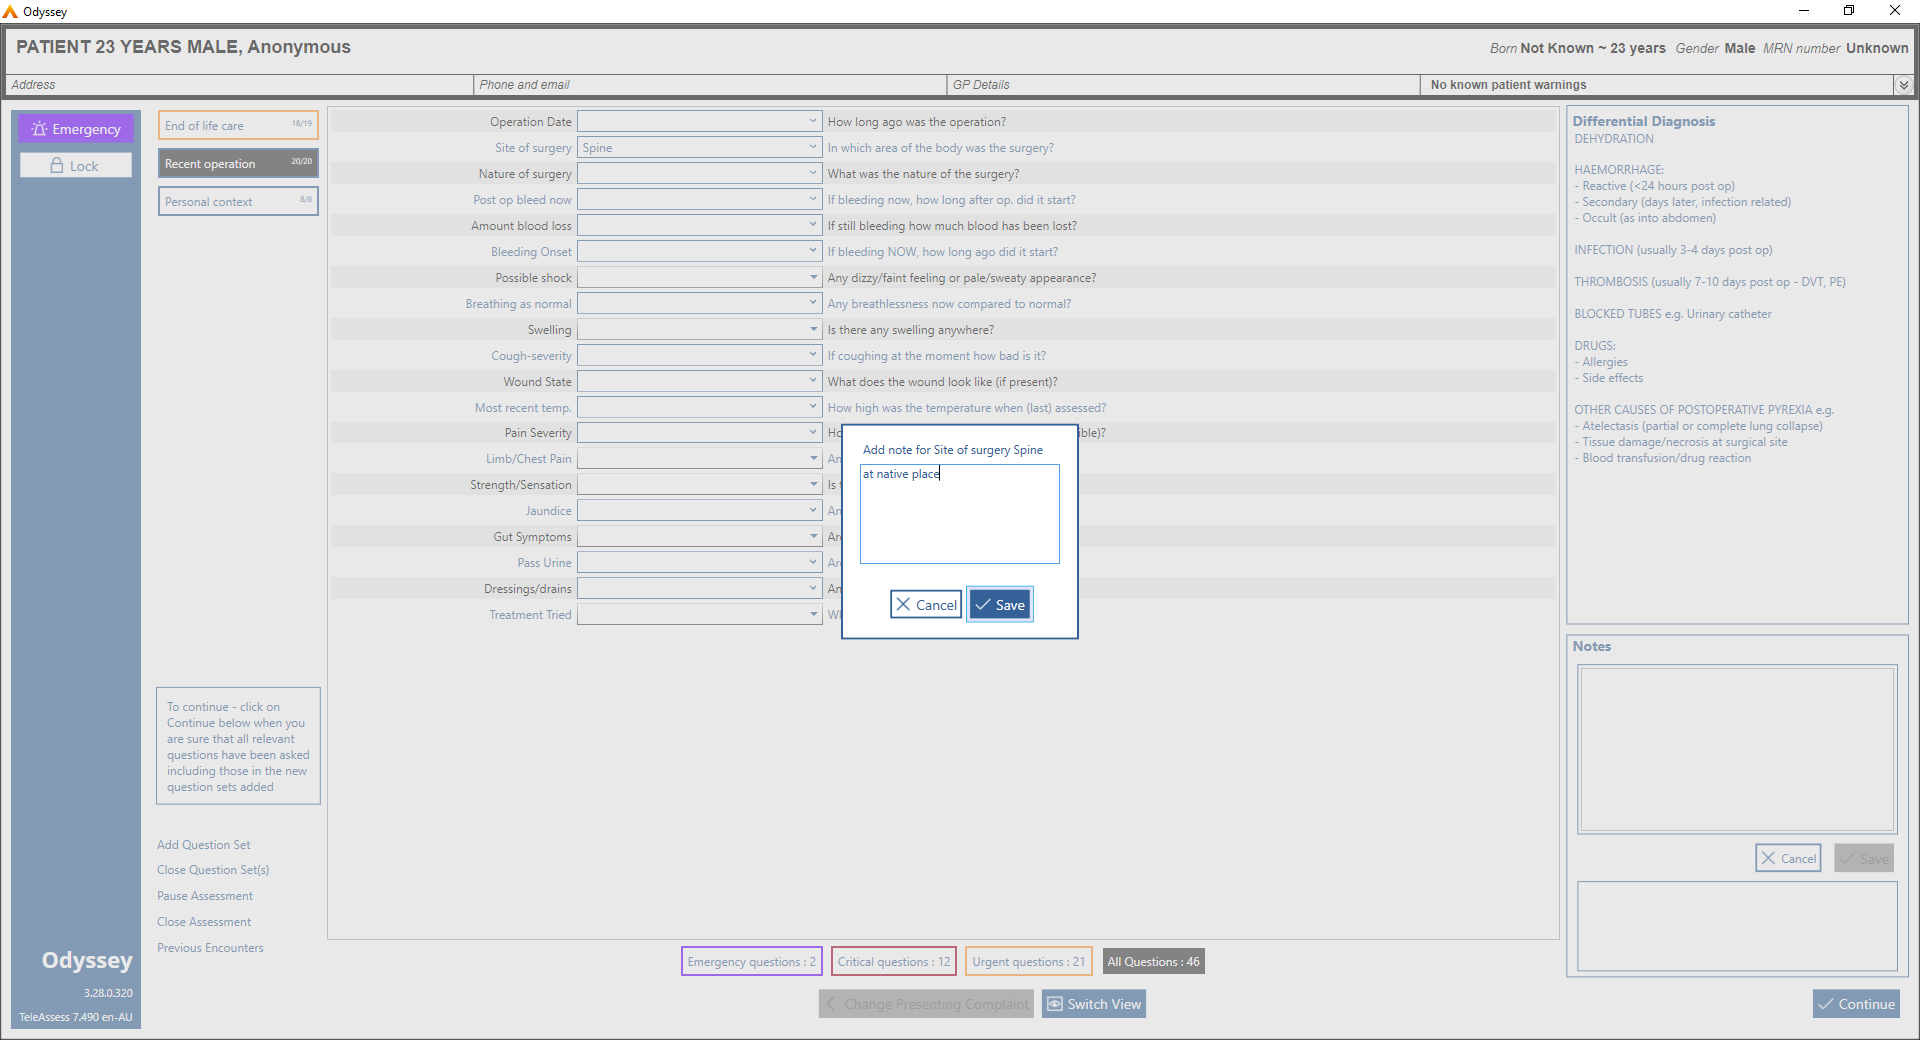 Odyssey
PATIENT 23 YEARS MALE, Anonymous
Born Not Known ~ 23 years Gender Male MRN number Unknown
Address
Phone and email
GP Details
No known patient warnings
Emergency
Lock
End of life care 18/19
Recent operation 20/20
Personal context 8/8
Operation Date How long ago was the operation?
Site of surgery Spine In which area of the body was the surgery?
Nature of surgery What was the nature of the surgery?
Post op bleed now If bleeding now, how long after op. did it start?
Amount blood loss If still bleeding how much blood has been lost?
Bleeding Onset If bleeding NOW, how long ago did it start?
Possible shock Any dizzy/faint feeling or pale/sweaty appearance?
Breathing as normal Any breathlessness now compared to normal?
Swelling Is there any swelling anywhere?
Cough-severity If coughing at the moment how bad is it?
Wound State What does the wound look like (if present)?
Most recent temp. How high was the temperature when (last) assessed?
Pain Severity
Limb/Chest Pain
Strength/Sensation Is
Jaundice
Gut Symptoms
Pass Urine
Dressings/drains
Treatment Tried
Add note for Site of surgery Spine
at native place
Cancel
Save
Differential Diagnosis
DEHYDRATION
HAEMORRHAGE:
- Reactive (<24 hours post op)
- Secondary (days later, infection related)
- Occult (as into abdomen)
INFECTION (usually 3-4 days post op)
THROMBOSIS (usually 7-10 days post op - DVT, PE)
BLOCKED TUBES e.g. Urinary catheter
DRUGS:
- Allergies
- Side effects
OTHER CAUSES OF POSTOPERATIVE PYREXIA e.g.
- Atelectasis (partial or complete lung collapse)
- Tissue damage/necrosis at surgical site
- Blood transfusion/drug reaction
Notes
Cancel
Save
To continue - click on
Continue below when you
are sure that all relevant
questions have been asked
including those in the new
question sets added
Add Question Set
Close Question Set(s)
Pause Assessment
Close Assessment
Previous Encounters
Odyssey
3.28.0.320
TeleAssess 7.490 en-AU
Emergency questions : 2
Critical questions : 12
Urgent questions : 21
All Questions : 46
Change Presenting Complaint
Switch View
Continue